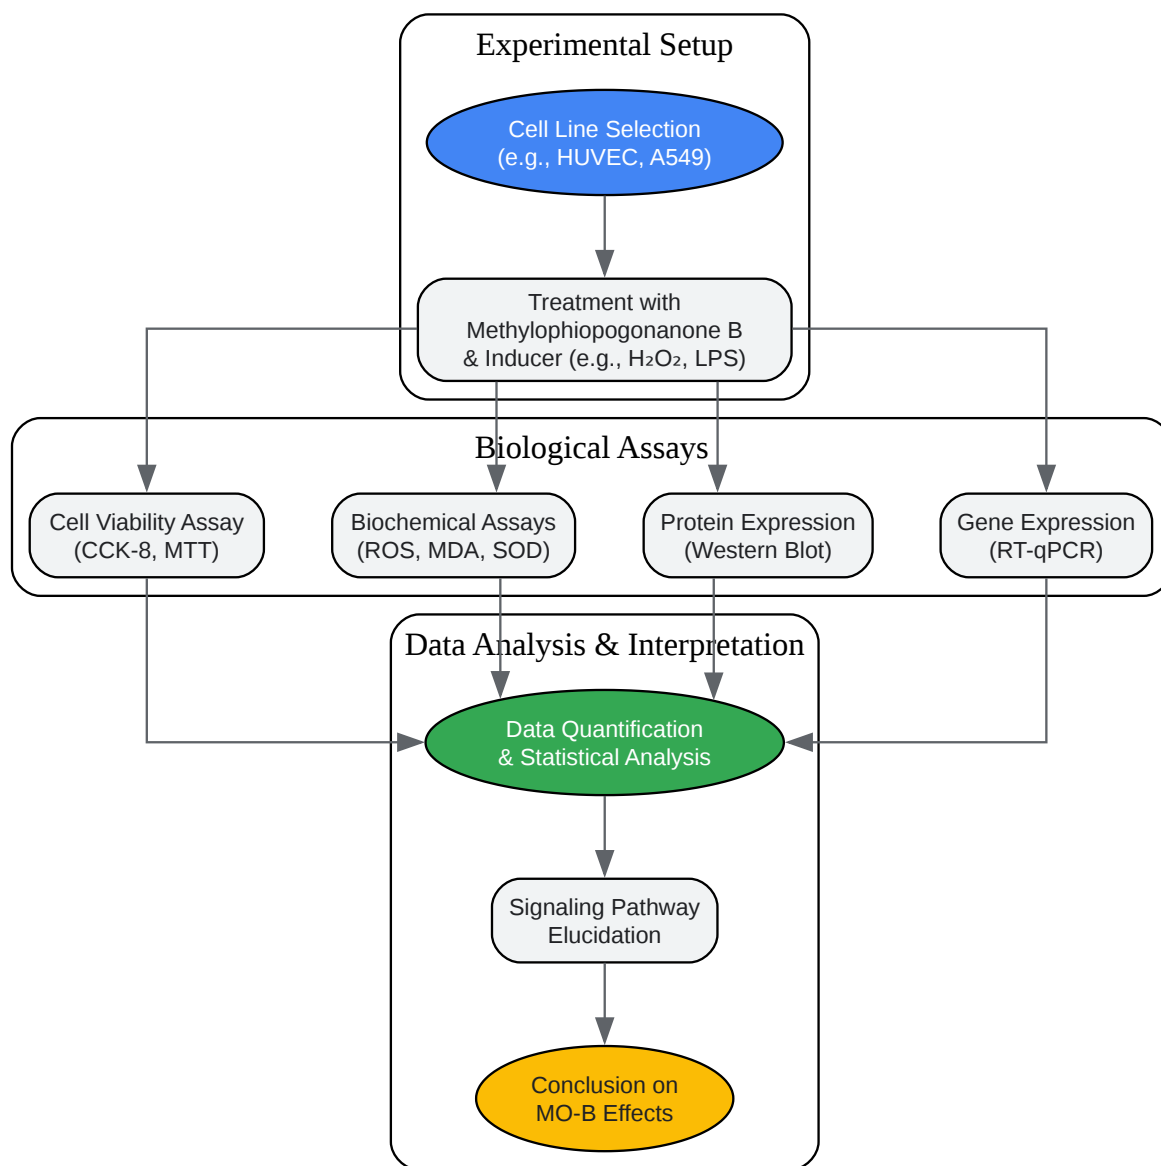 Experimental Setup
Cell Line Selection
(e.g., HUVEC, A549)
Treatment with
Methylophiopogonanone B
& Inducer (e.g., H₂O₂, LPS)
Biological Assays
Cell Viability Assay
(CCK-8, MTT)
Biochemical Assays
(ROS, MDA, SOD)
Protein Expression
(Western Blot)
Gene Expression
(RT-qPCR)
Data Analysis & Interpretation
Data Quantification
& Statistical Analysis
Signaling Pathway
Elucidation
Conclusion on
MO-B Effects